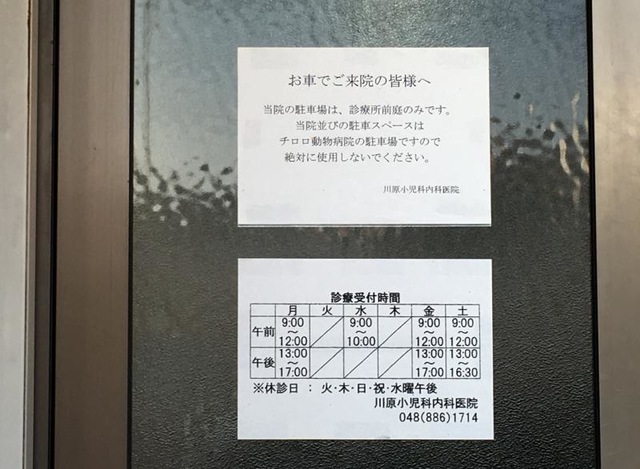 お車でご来院の皆様へ
当院の駐車場は、診療所前庭のみです。
当院並びの駐車スペースは
チロロ動物病院の駐車場ですので
絶対に使用しないでください。
川原小児科内科医院
診療受付時間
月 火 水 木 金 土
午前 9:00～12:00 9:00～10:00 9:00～12:00 9:00～12:00
午後 13:00～17:00 13:00～17:00 13:00～16:30
※休診日 : 火・木・日・祝・水曜午後
川原小児科内科医院
048(886)1714